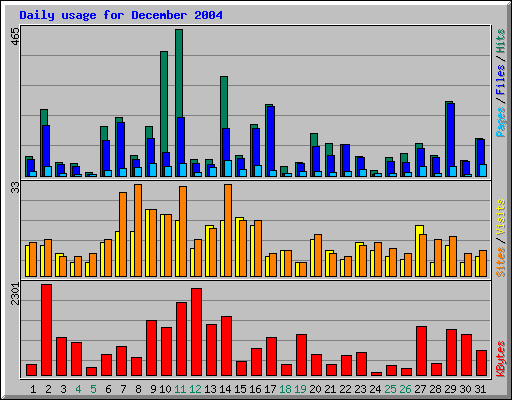 Daily usage for December 2004
465
Pages / Files / Hits
33
Sites / Visits
2301
KBytes
1 2 3 4 5 6 7 8 9 10 11 12 13 14 15 16 17 18 19 20 21 22 23 24 25 26 27 28 29 30 31